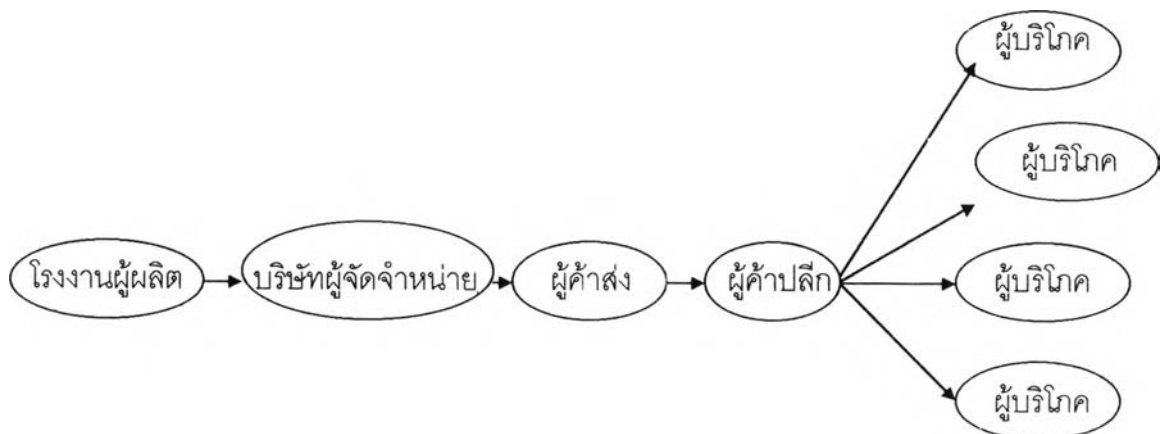 ผู้บริโภค
ผู้บริโภค
โรงงานผู้ผลิต
บริษัทผู้จัดจำหน่าย
ผู้ค้าส่ง
ผู้ค้าปลีก
ผู้บริโภค
ผู้บริโภค